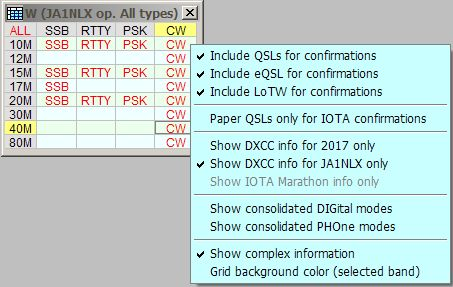 W (JA1NLX op. All types)
ALL SSB RTTY PSK CW
10M SSB RTTY PSK CW
12M CW
15M SSB RTTY PSK CW
17M SSB CW
20M SSB RTTY PSK CW
30M CW
40M CW
80M CW
Include QSLs for confirmations
Include eQSL for confirmations
Include LoTW for confirmations
Paper QSLs only for IOTA confirmations
Show DXCC info for 2017 only
Show DXCC info for JA1NLX only
Show IOTA Marathon info only
Show consolidated DIGital modes
Show consolidated PHOne modes
Show complex information
Grid background color (selected band)